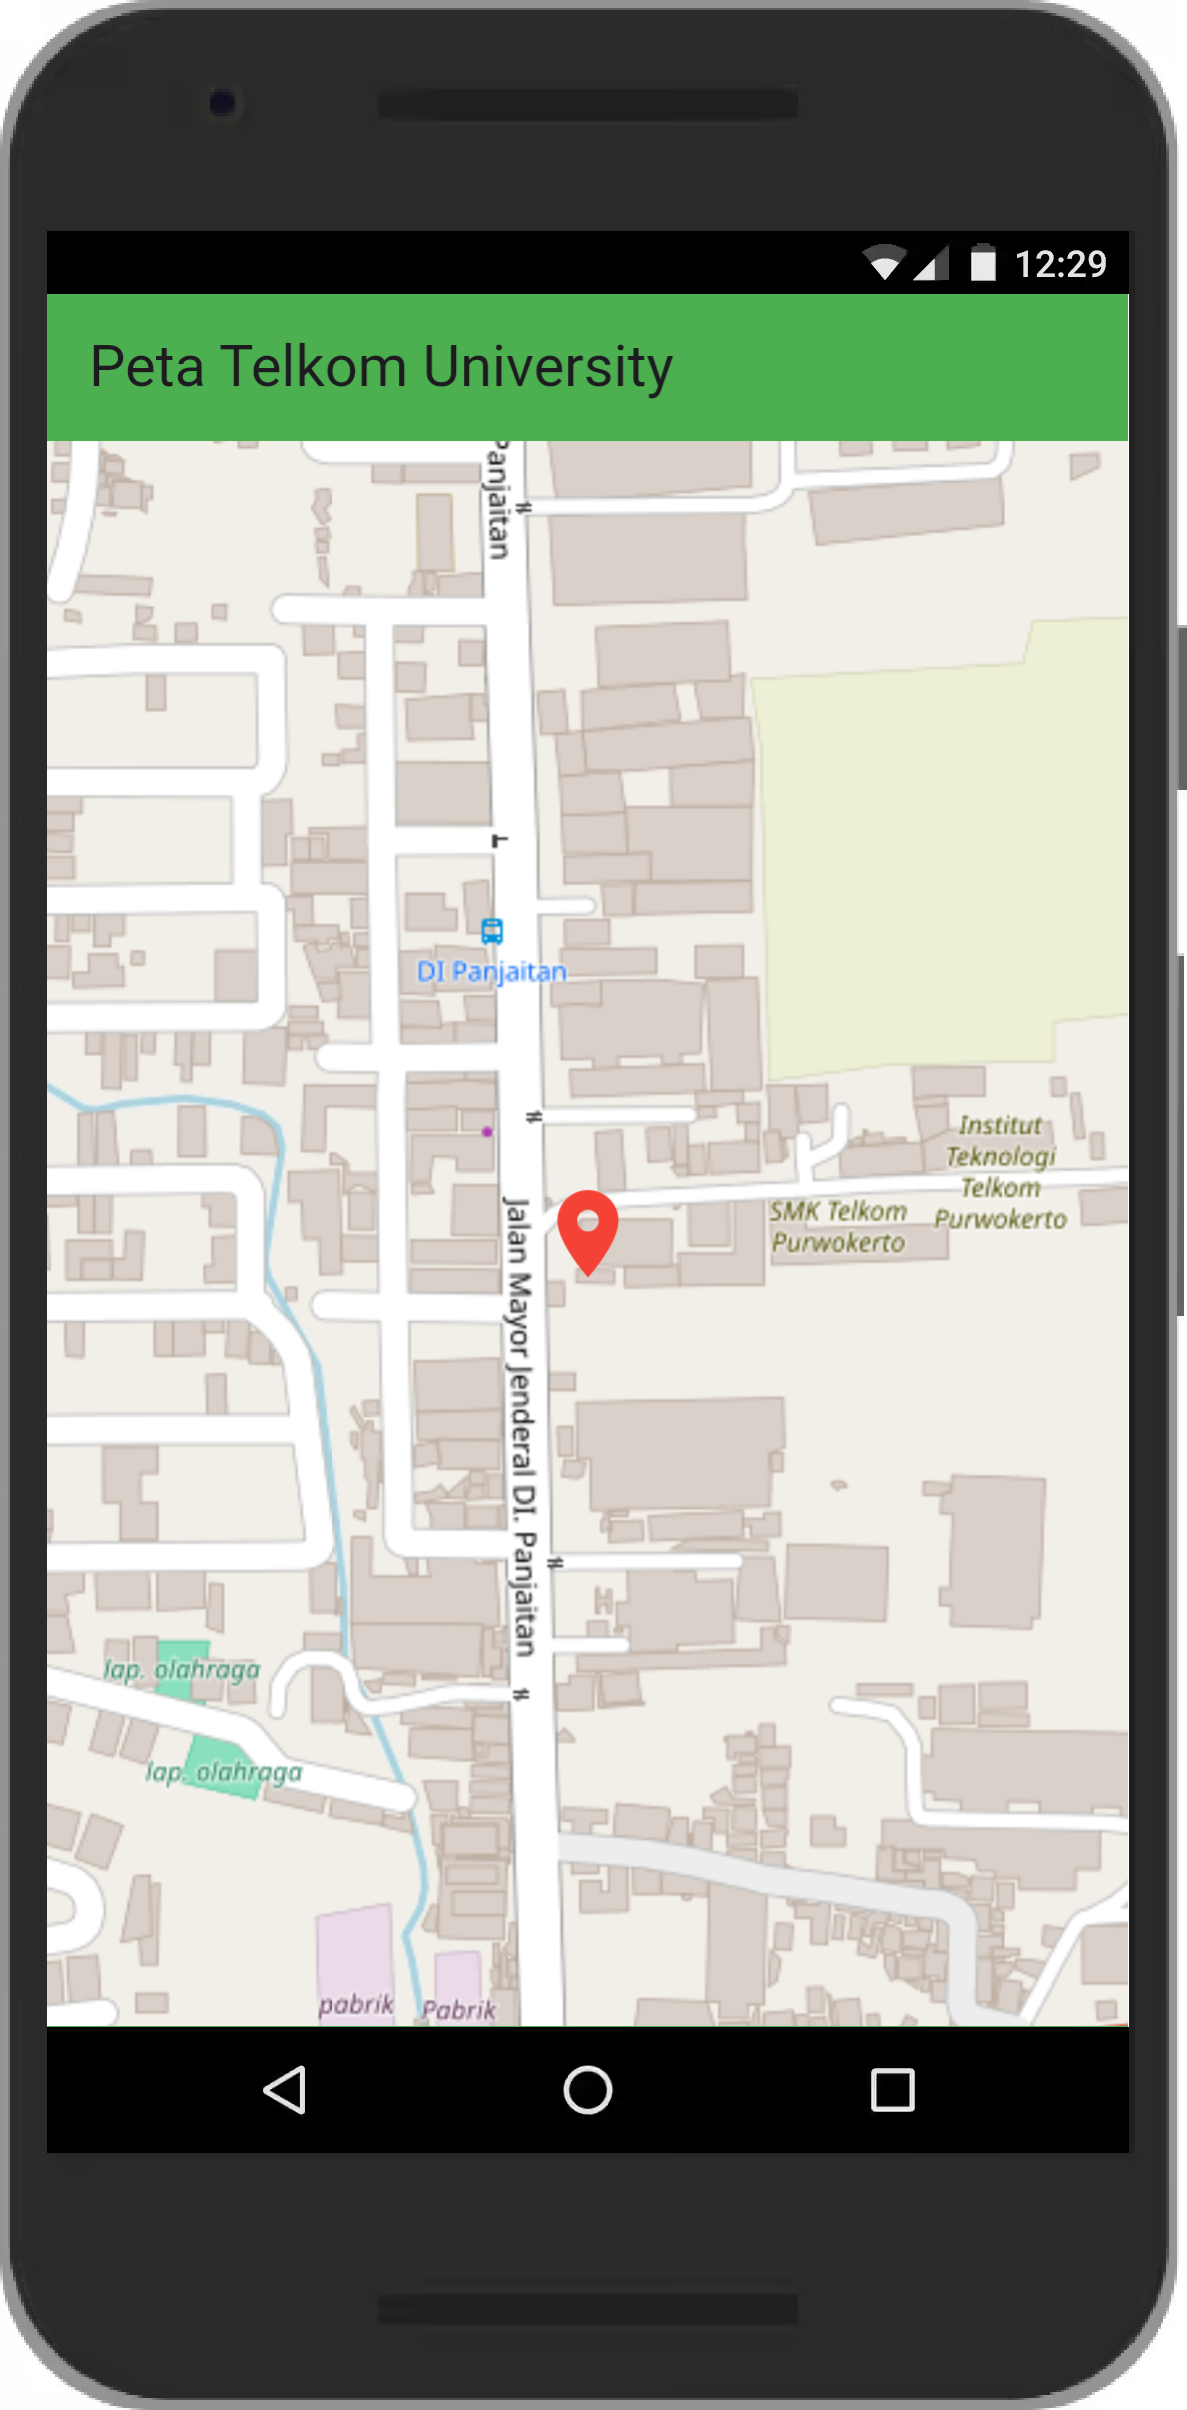 12:29
Peta Telkom University
Panjaitan
DI Panjaitan
Institut
Teknologi
Telkom
Purwokerto
SMK Telkom
Purwokerto
Jalan Mayor Jenderal DI. Panjaitan
lap. olahraga
lap. olahraga
pabrik
Pabrik